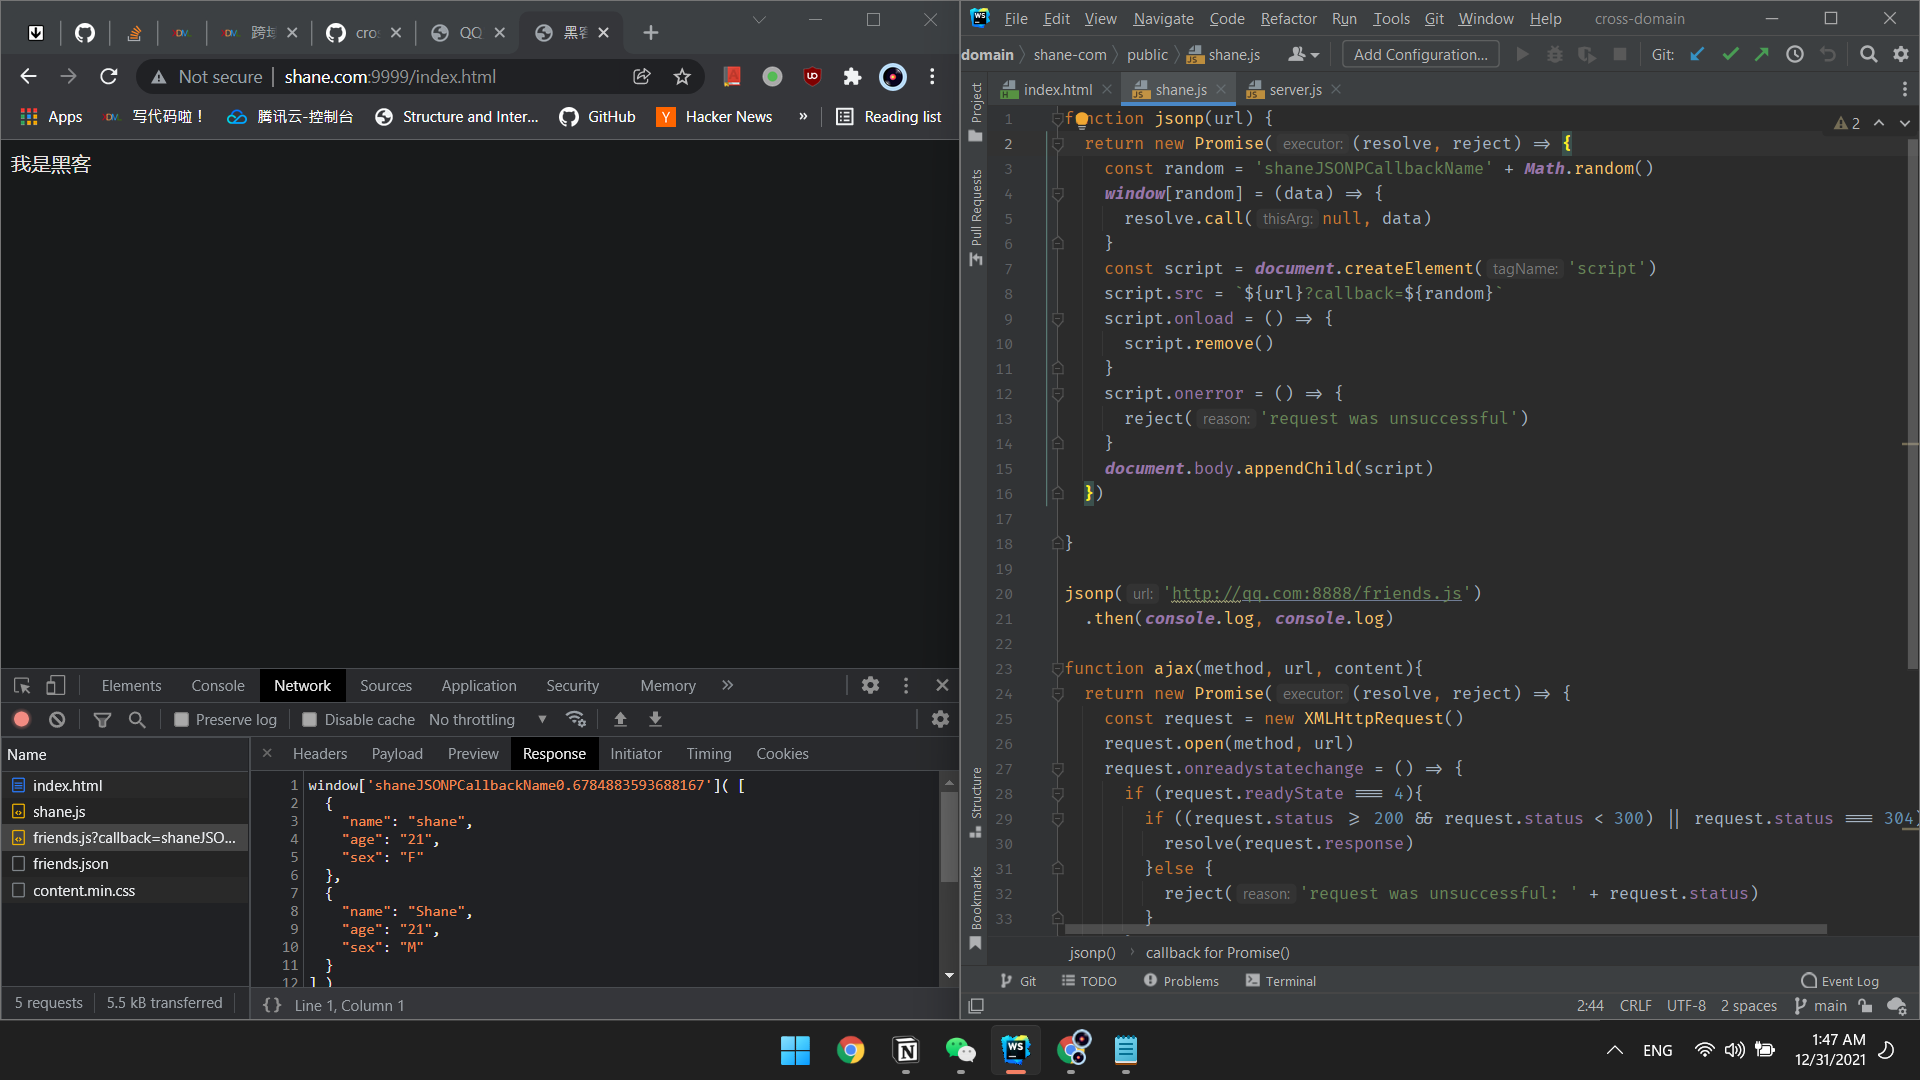 跨域
cro
QQ
黑客
Not secure | shane.com:9999/index.html
Apps
写代码啦！
腾讯云-控制台
Structure and Inter...
GitHub
Hacker News
»
Reading list
我是黑客
Elements Console Network Sources Application Security Memory »
Preserve log Disable cache No throttling
Name
index.html
shane.js
friends.js?callback=shaneJSO...
friends.json
content.min.css
5 requests 5.5 kB transferred
Headers Payload Preview Response Initiator Timing Cookies
1 window['shaneJSONPCallbackName0.6784883593688167']( [
2 {
3 "name": "shane",
4 "age": "21",
5 "sex": "F"
6 },
7 {
8 "name": "Shane",
9 "age": "21",
10 "sex": "M"
11 }
12 ] )
{ } Line 1, Column 1
File Edit View Navigate Code Refactor Run Tools Git Window Help cross-domain
domain shane-com public shane.js Add Configuration... Git:
index.html shane.js server.js
Project
Pull Requests
Structure
Bookmarks
2
1 function jsonp(url) {
2 return new Promise( executor: (resolve, reject) => {
3 const random = 'shaneJSONPCallbackName' + Math.random()
4 window[random] = (data) => {
5 resolve.call( thisArg: null, data)
6 }
7 const script = document.createElement( tagName: 'script')
8 script.src = `${url}?callback=${random}`
9 script.onload = () => {
10 script.remove()
11 }
12 script.onerror = () => {
13 reject( reason: 'request was unsuccessful')
14 }
15 document.body.appendChild(script)
16 })
17
18 }
19
20 jsonp( url: 'http://qq.com:8888/friends.js')
21 .then(console.log, console.log)
22
23 function ajax(method, url, content){
24 return new Promise( executor: (resolve, reject) => {
25 const request = new XMLHttpRequest()
26 request.open(method, url)
27 request.onreadystatechange = () => {
28 if (request.readyState === 4){
29 if ((request.status >= 200 && request.status < 300) || request.status === 304)
30 resolve(request.response)
31 }else {
32 reject( reason: 'request was unsuccessful: ' + request.status)
33 }
jsonp() callback for Promise()
Git TODO Problems Terminal Event Log
2:44 CRLF UTF-8 2 spaces main
ENG
1:47 AM
12/31/2021